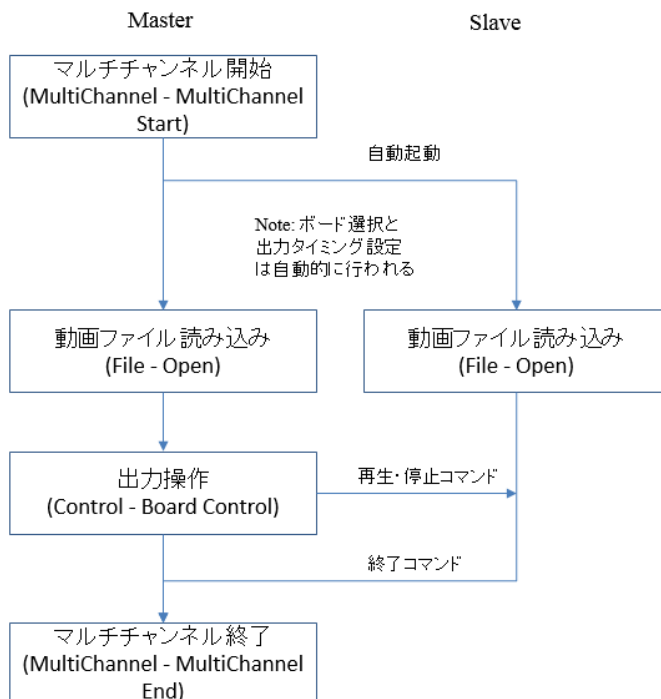 Master
Slave
マルチチャンネル開始
(MultiChannel - MultiChannel
Start)
自動起動
Note: ボード選択と
出力タイミング設定
は自動的に行われる
動画ファイル読み込み
(File - Open)
動画ファイル読み込み
(File - Open)
出力操作
(Control - Board Control)
再生・停止コマンド
終了コマンド
マルチチャンネル終了
(MultiChannel - MultiChannel
End)